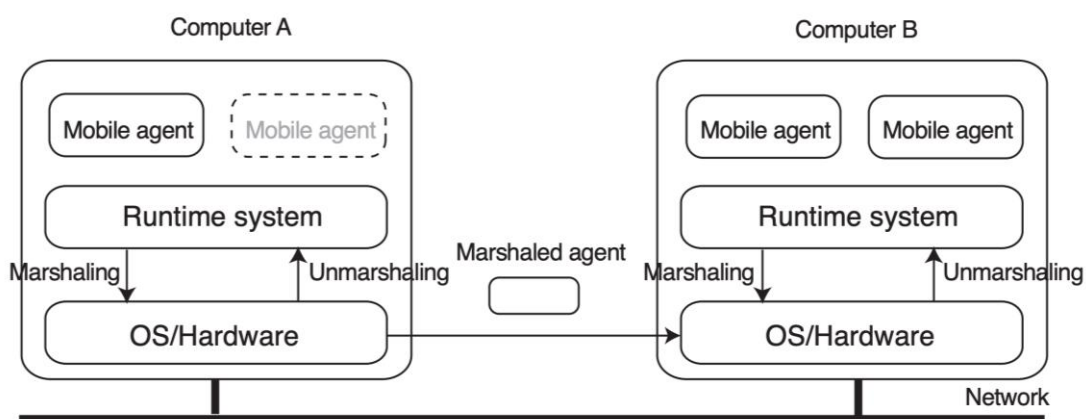 Computer A
Computer B
Mobile agent
Mobile agent
Mobile agent
Mobile agent
Runtime system
Runtime system
Marshaled agent
Marshaling
Unmarshaling
Marshaling
Unmarshaling
OS/Hardware
OS/Hardware
Network